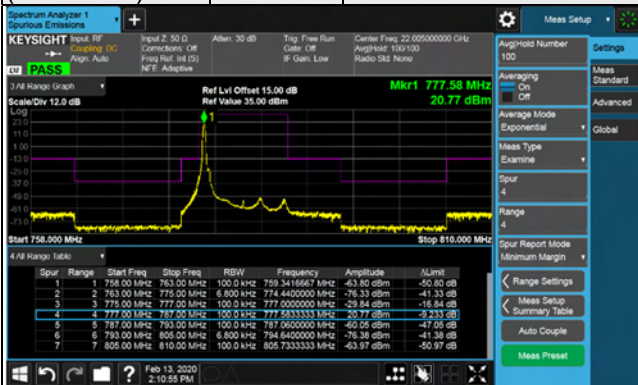 Spectrum Analyzer 1
Spurious Emissions
+
Meas Setup
KEYSIGHT Input: RF Input Z: 50 Ω Atten: 30 dB Trig: Free Run Center Freq: 22.005000000 GHz
Coupling: DC Corrections: Off Gate: Off Avg|Hold: 100/100
Align: Auto Freq Ref: Int (S) IF Gain: Low Radio Std: None
NFE: Adaptive
PASS
3 All Range Graph
Ref Lvl Offset 15.00 dB
Mkr1 777.58 MHz
Scale/Div 12.0 dB Ref Value 35.00 dBm 20.77 dBm
Log
23.0
11.0
-1.00
-13.0
-25.0
-37.0
-49.0
-61.0
-73.0
1
Start 758.000 MHz Stop 810.000 MHz
4 All Range Table
Spur Range Start Freq Stop Freq RBW Frequency Amplitude ΔLimit
1 1 758.00 MHz 763.00 MHz 100.0 kHz 759.3416667 MHz -63.80 dBm -50.80 dB
2 2 763.00 MHz 775.00 MHz 6.800 kHz 774.4400000 MHz -76.33 dBm -41.33 dB
3 3 775.00 MHz 777.00 MHz 100.0 kHz 777.0000000 MHz -29.84 dBm -16.84 dB
4 4 777.00 MHz 787.00 MHz 100.0 kHz 777.5833333 MHz 20.77 dBm -9.233 dB
5 5 787.00 MHz 793.00 MHz 100.0 kHz 787.0600000 MHz -60.05 dBm -47.05 dB
6 6 793.00 MHz 805.00 MHz 6.800 kHz 794.6400000 MHz -76.38 dBm -41.38 dB
7 7 805.00 MHz 810.00 MHz 100.0 kHz 805.7333333 MHz -63.97 dBm -50.97 dB
Avg|Hold Number
100
Averaging
On
Off
Average Mode
Exponential
Meas Type
Examine
Spur
4
Range
4
Spur Report Mode
Minimum Margin
Range Settings
Meas Setup
Summary Table
Auto Couple
Meas Preset
Settings
Meas
Standard
Advanced
Global
?
Feb 13, 2020
2:10:55 PM